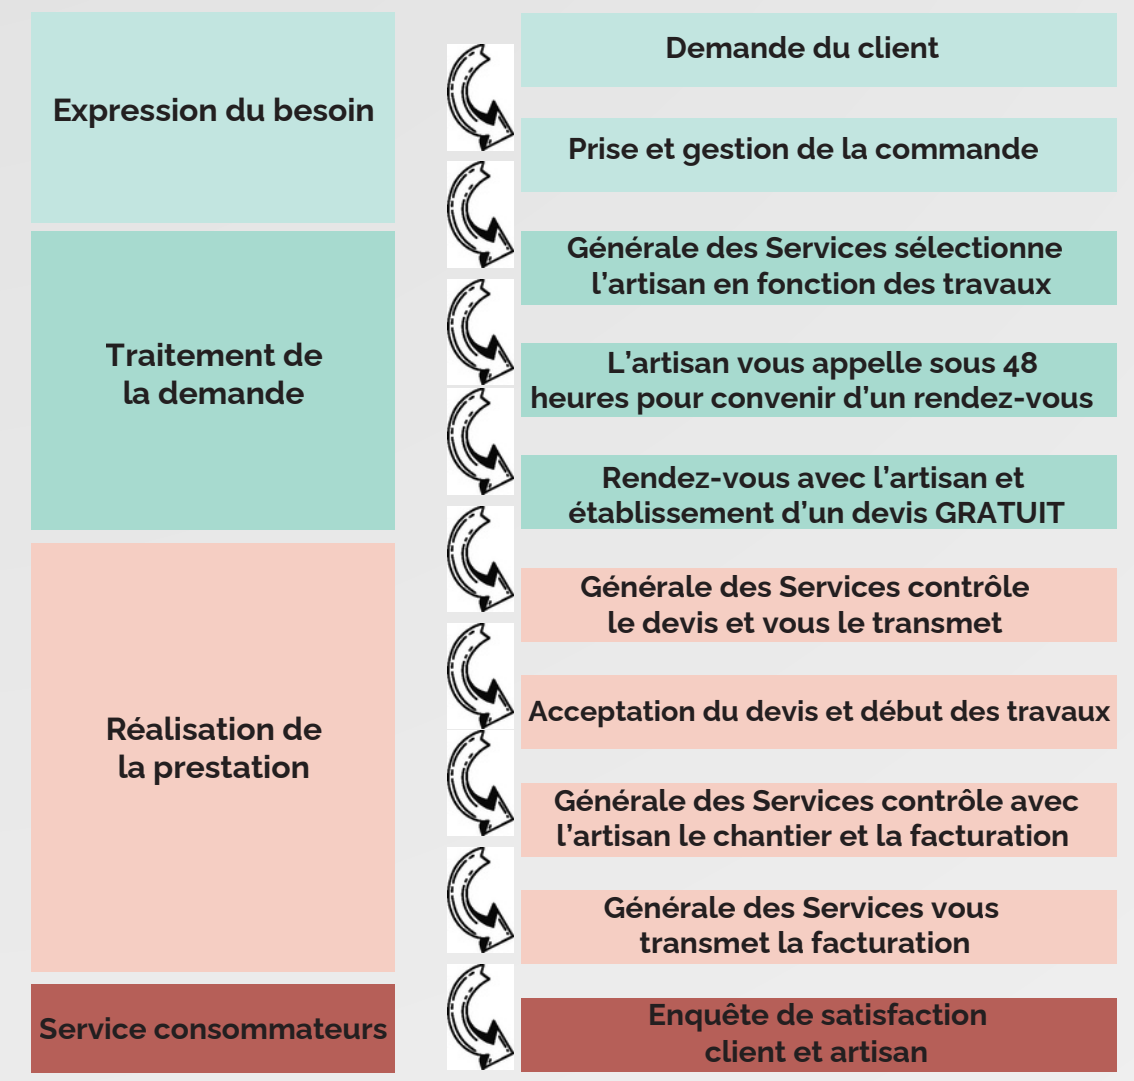 Expression du besoin
Demande du client
Prise et gestion de la commande
Traitement de
la demande
Générale des Services sélectionne
l’artisan en fonction des travaux
L’artisan vous appelle sous 48
heures pour convenir d’un rendez-vous
Rendez-vous avec l’artisan et
établissement d’un devis GRATUIT
Réalisation de
la prestation
Générale des Services contrôle
le devis et vous le transmet
Acceptation du devis et début des travaux
Générale des Services contrôle avec
l’artisan le chantier et la facturation
Générale des Services vous
transmet la facturation
Service consommateurs
Enquête de satisfaction
client et artisan